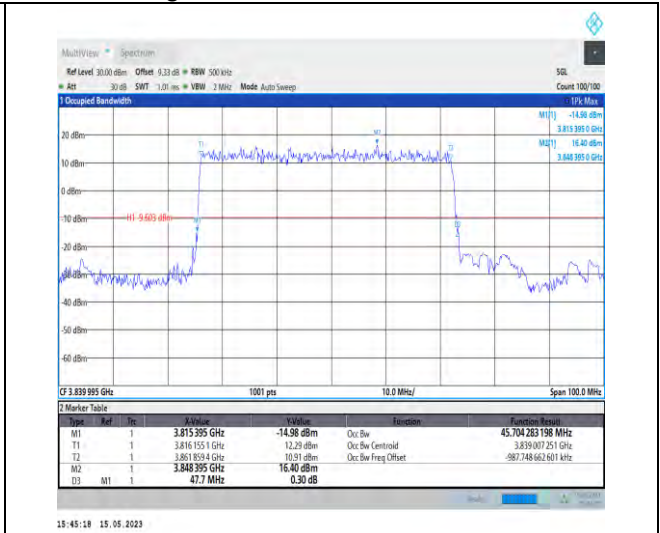 MultiView Spectrum
Ref Level 30.00 dBm Offset 9.33 dB RBW 500 kHz SGL
Att 30 dB SWT 1.01 ms VBW 2 MHz Mode Auto Sweep Count 100/100
1 Occupied Bandwidth 1Pk Max
M1[1] -14.98 dBm
3.815 395 0 GHz
M2[1] 16.40 dBm
3.848 395 0 GHz
20 dBm
10 dBm
0 dBm
-10 dBm
H1 -9.603 dBm
-20 dBm
-30 dBm
-40 dBm
-50 dBm
-60 dBm
T1
M2
T2
M1
D3
CF 3.839 995 GHz 1001 pts 10.0 MHz/ Span 100.0 MHz
2 Marker Table
Type Ref Trc X-Value Y-Value Function Function Result
M1 1 3.815 395 GHz -14.98 dBm Occ Bw 45.704 283 198 MHz
T1 1 3.816 155 1 GHz 12.29 dBm Occ Bw Centroid 3.839 007 251 GHz
T2 1 3.861 859 4 GHz 10.91 dBm Occ Bw Freq Offset -987.748 662 601 kHz
M2 1 3.848 395 GHz 16.40 dBm
D3 M1 1 47.7 MHz 0.30 dB
15:45:18 15.05.2023